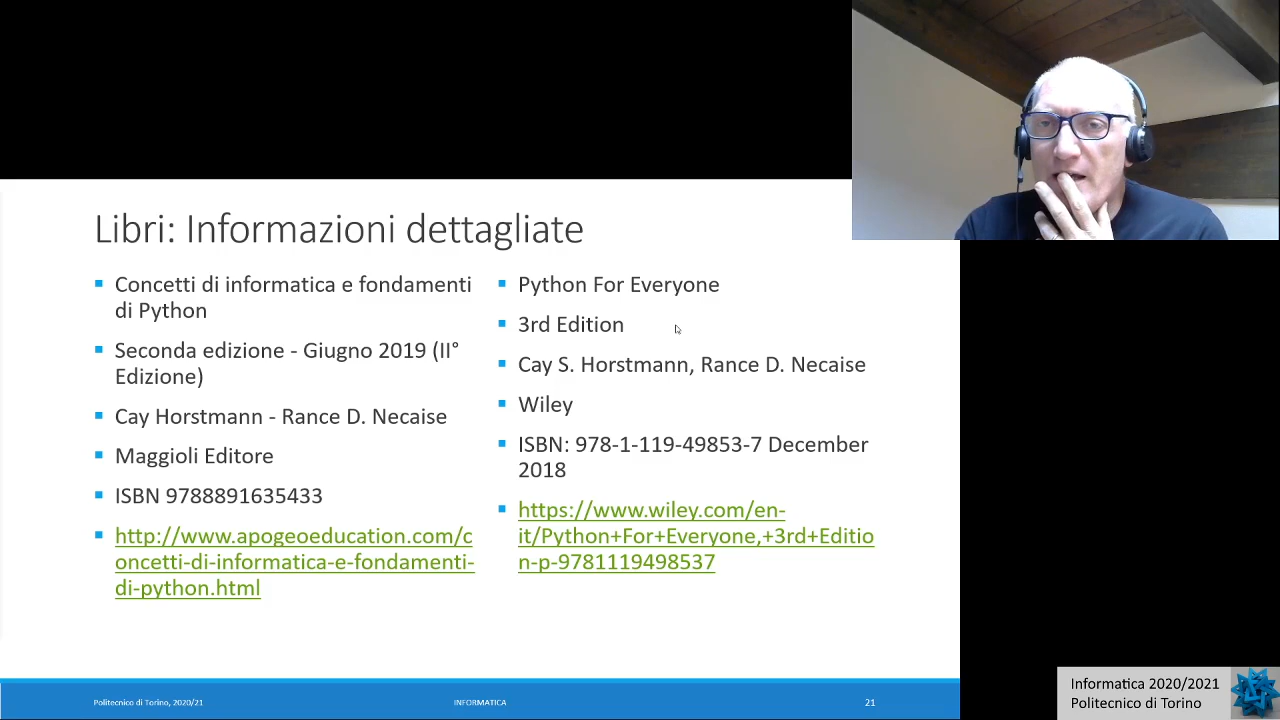 Libri: Informazioni dettagliate
Concetti di informatica e fondamenti
di Python
Seconda edizione - Giugno 2019 (II°
Edizione)
Cay Horstmann - Rance D. Necaise
Maggioli Editore
ISBN 9788891635433
http://www.apogeoeducation.com/c
oncetti-di-informatica-e-fondamenti-
di-python.html
Python For Everyone
3rd Edition
Cay S. Horstmann, Rance D. Necaise
Wiley
ISBN: 978-1-119-49853-7 December
2018
https://www.wiley.com/en-
it/Python+For+Everyone,+3rd+Editio
n-p-9781119498537
Politecnico di Torino, 2020/21
INFORMATICA
21
Informatica 2020/2021
Politecnico di Torino